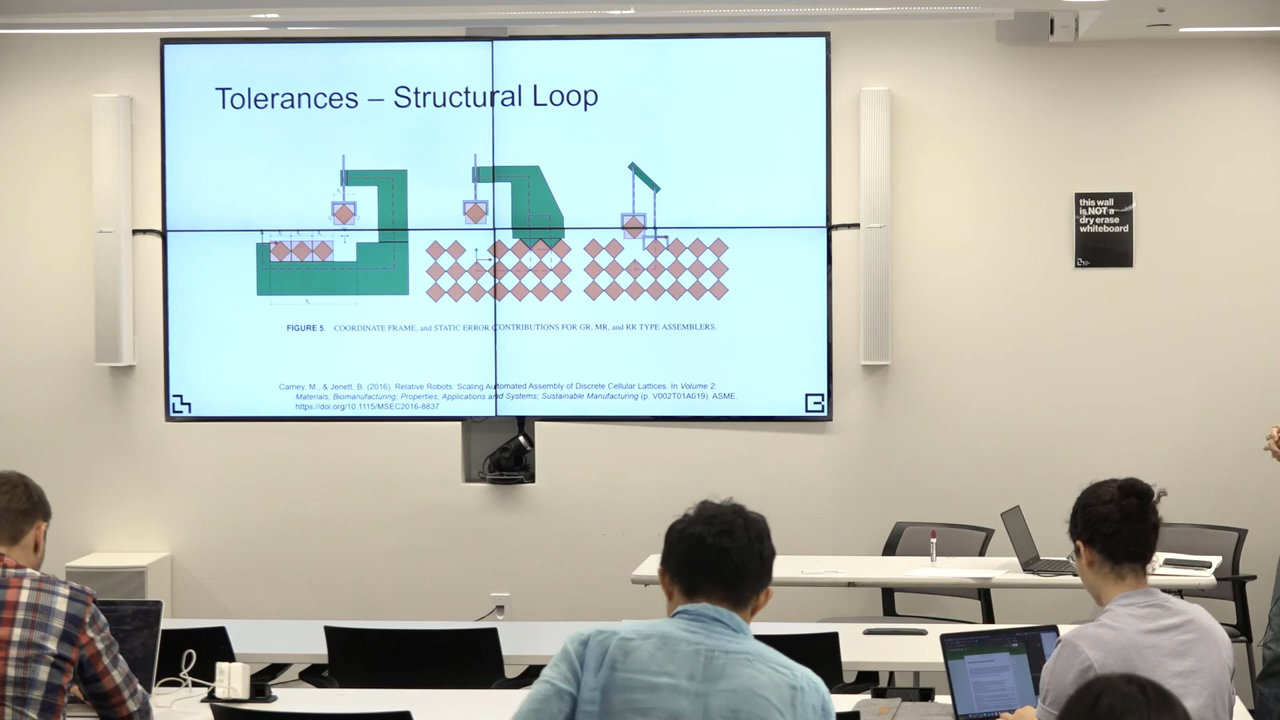 Tolerances – Structural Loop
FIGURE 5. COORDINATE FRAME, and STATIC ERROR CONTRIBUTIONS FOR GR, MR, and RR TYPE ASSEMBLERS.
Carney, M., & Jenett, B. (2016). Relative Robots: Scaling Automated Assembly of Discrete Cellular Lattices. In Volume 2:
Materials; Biomanufacturing; Properties, Applications and Systems; Sustainable Manufacturing (p. V002T01A019). ASME.
https://doi.org/10.1115/MSEC2016-8837
this wall
is NOT a
dry erase
whiteboard